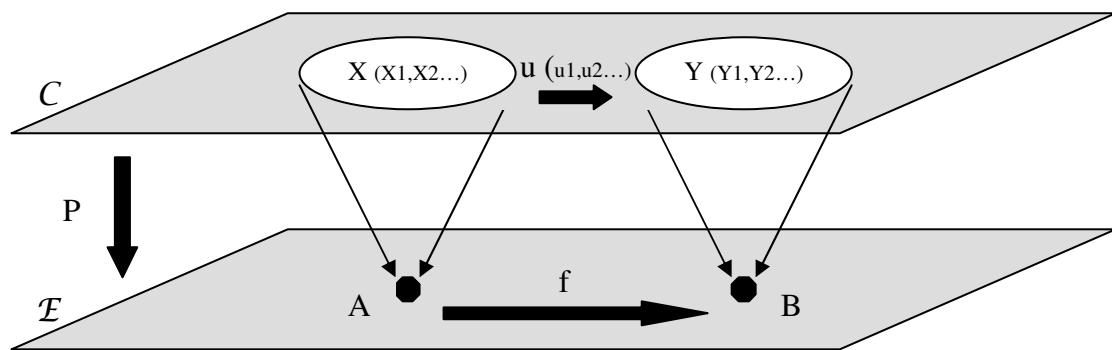 X (X1,X2…)
u (u1,u2…)
Y (Y1,Y2…)
C
P
f
A
B
ℰ